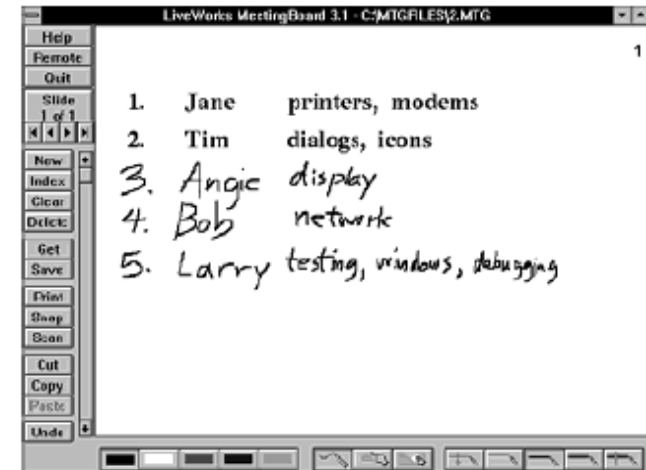 LiveWorks MeetingBoard 3.1 - C:\MTGFILES\2.MTG
Help
Remote
Quit
Slide
1 of 1
New
Index
Clear
Delete
Get
Save
Print
Snap
Scan
Cut
Copy
Paste
Undo
1
1. Jane printers, modems
2. Tim dialogs, icons
3. Angie display
4. Bob network
5. Larry testing, windows, debugging